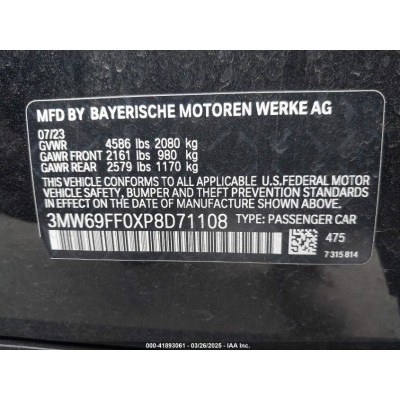 MFD BY BAYERISCHE MOTOREN WERKE AG
07/23
GVWR 4586 lbs 2080 kg
GAWR FRONT 2161 lbs 980 kg
GAWR REAR 2579 lbs 1170 kg
THIS VEHICLE CONFORMS TO ALL APPLICABLE U.S.FEDERAL MOTOR
VEHICLE SAFETY, BUMPER, AND THEFT PREVENTION STANDARDS IN
EFFECT ON THE DATE OF MANUFACTURE SHOWN ABOVE.
3MW69FF0XP8D71108 TYPE: PASSENGER CAR
475
7 315 814
000-41893061 - 03/26/2025 - IAA Inc.